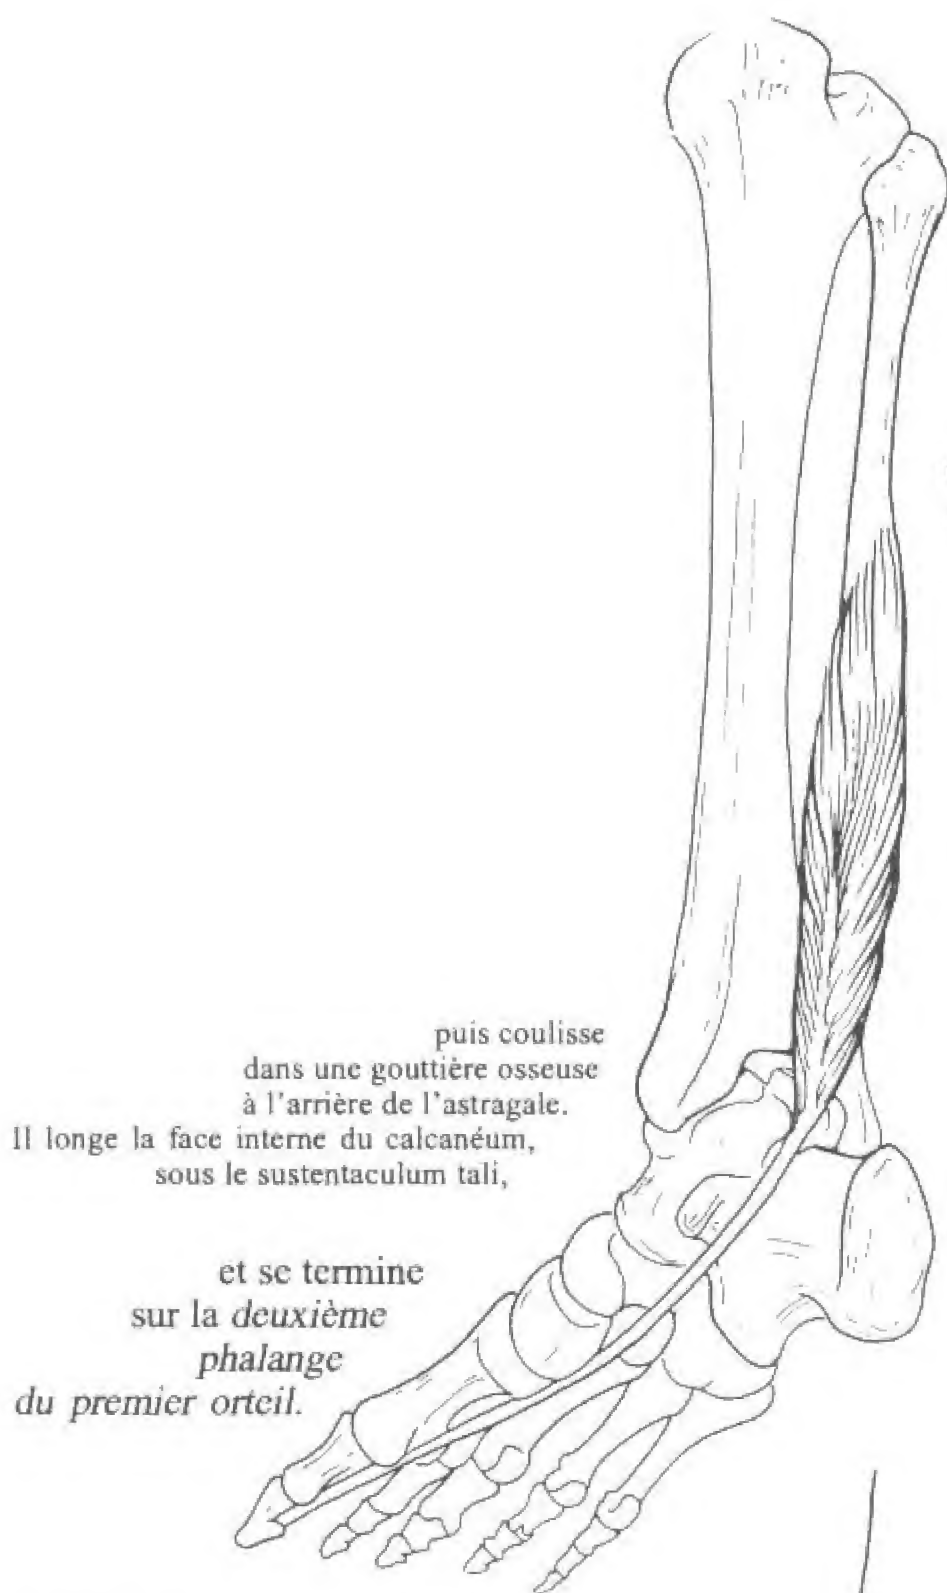 puis coulisse
dans une gouttière osseuse
à l'arrière de l'astragale.
Il longe la face interne du calcanéum,
sous le sustentaculum tali,
et se termine
sur la deuxième
phalange
du premier orteil.